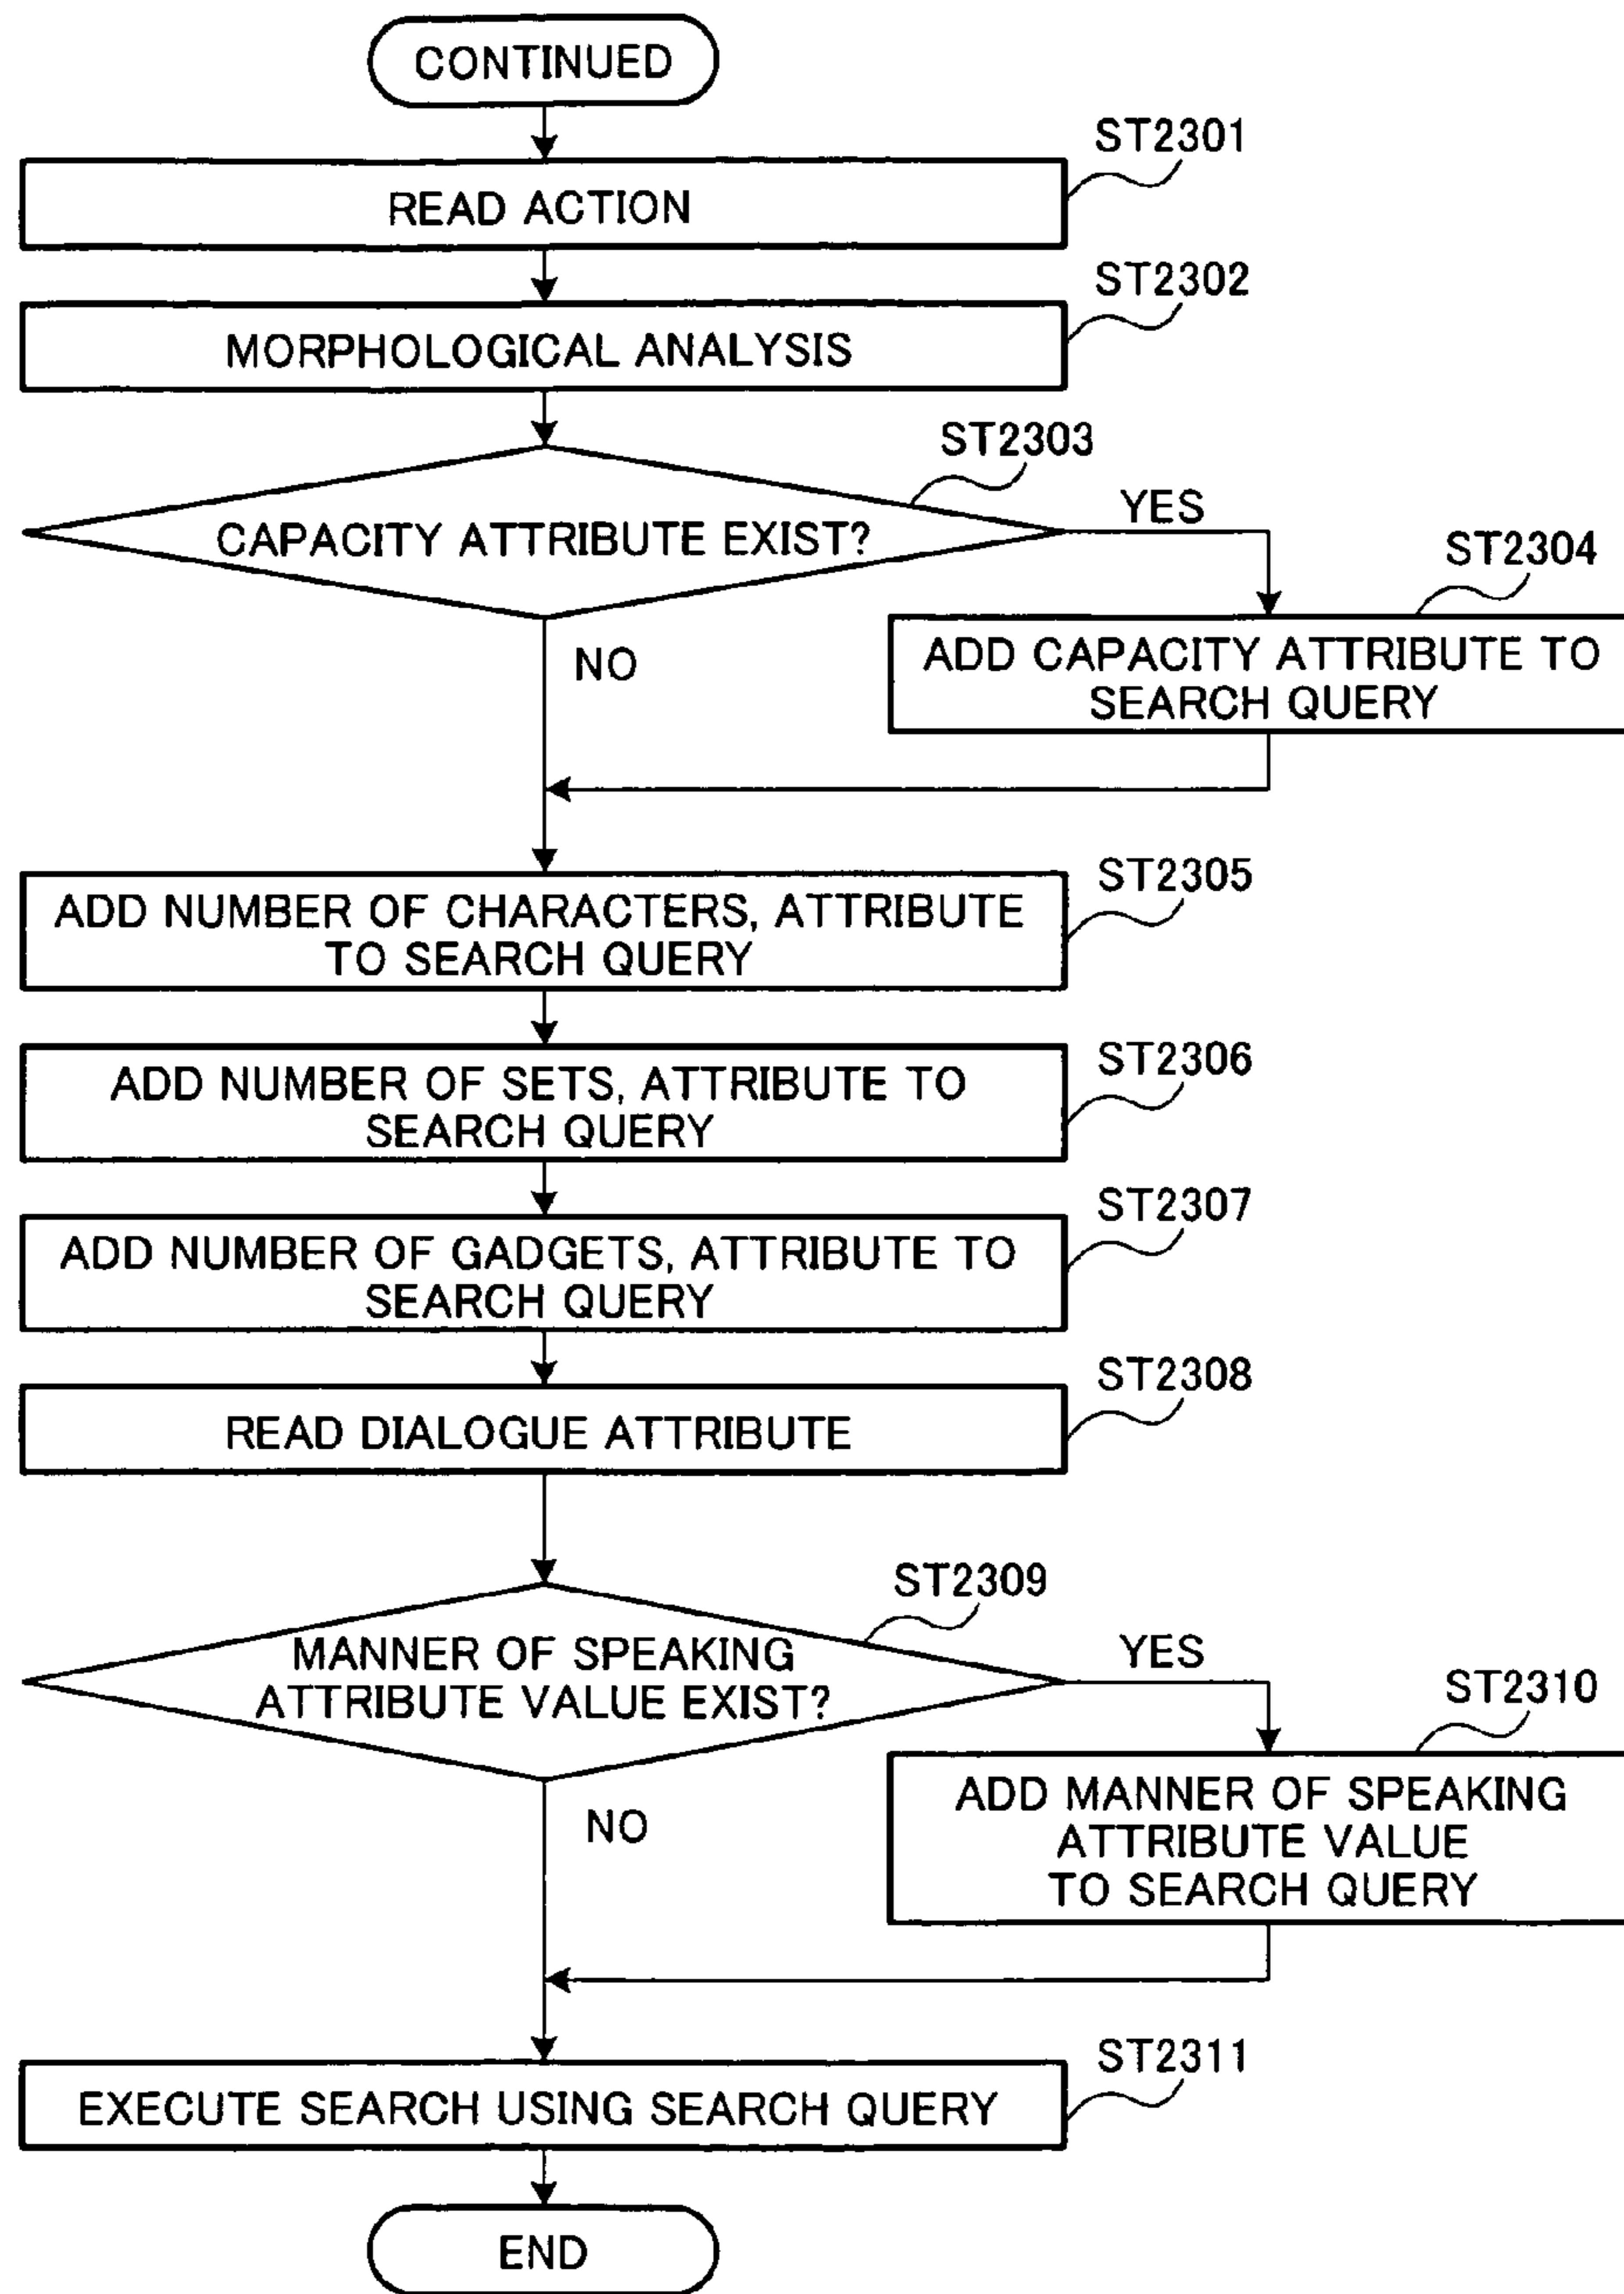 CONTINUED
ST2301
READ ACTION
ST2302
MORPHOLOGICAL ANALYSIS
ST2303
CAPACITY ATTRIBUTE EXIST?
YES
ST2304
ADD CAPACITY ATTRIBUTE TO
SEARCH QUERY
NO
ST2305
ADD NUMBER OF CHARACTERS, ATTRIBUTE
TO SEARCH QUERY
ST2306
ADD NUMBER OF SETS, ATTRIBUTE TO
SEARCH QUERY
ST2307
ADD NUMBER OF GADGETS, ATTRIBUTE TO
SEARCH QUERY
ST2308
READ DIALOGUE ATTRIBUTE
ST2309
MANNER OF SPEAKING
ATTRIBUTE VALUE EXIST?
YES
ST2310
ADD MANNER OF SPEAKING
ATTRIBUTE VALUE
TO SEARCH QUERY
NO
ST2311
EXECUTE SEARCH USING SEARCH QUERY
END